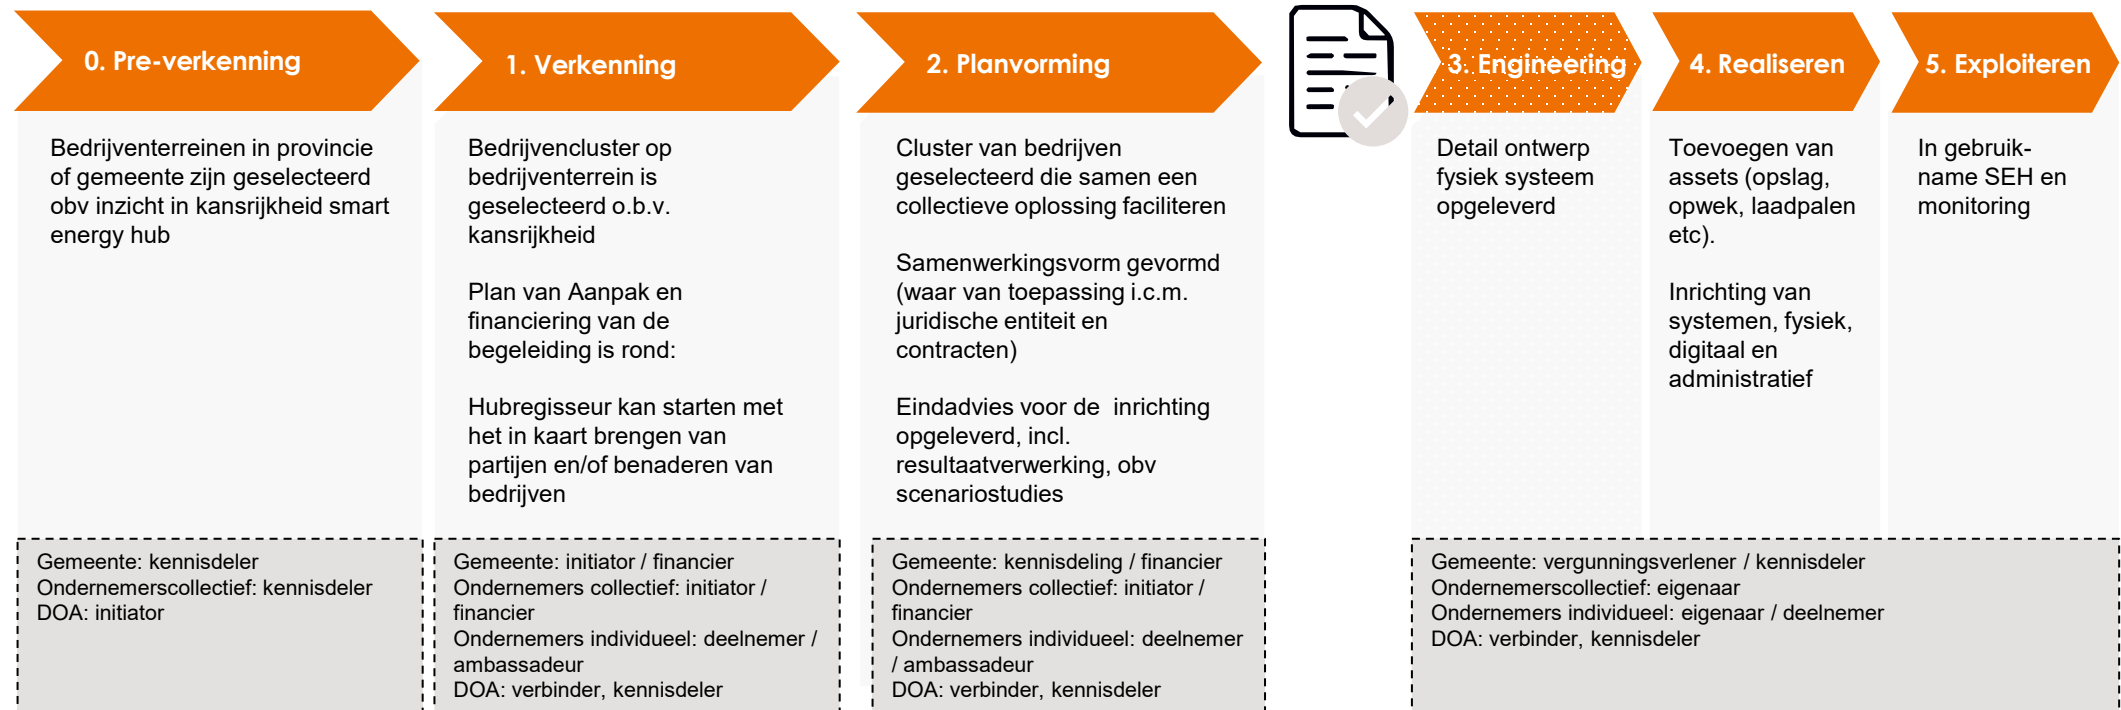 0. Pre-verkenning
Bedrijventerreinen in provincie
of gemeente zijn geselecteerd
obv inzicht in kansrijkheid smart
energy hub
Gemeente: kennisdeler
Ondernemerscollectief: kennisdeler
DOA: initiator
1. Verkenning
Bedrijvencluster op
bedrijventerrein is
geselecteerd o.b.v.
kansrijkheid
Plan van Aanpak en
financiering van de
begeleiding is rond:
Hubregisseur kan starten met
het in kaart brengen van
partijen en/of benaderen van
bedrijven
Gemeente: initiator / financier
Ondernemers collectief: initiator /
financier
Ondernemers individueel: deelnemer /
ambassadeur
DOA: verbinder, kennisdeler
2. Planvorming
Cluster van bedrijven
geselecteerd die samen een
collectieve oplossing faciliteren
Samenwerkingsvorm gevormd
(waar van toepassing i.c.m.
juridische entiteit en
contracten)
Eindadvies voor de  inrichting
opgeleverd, incl.
resultaatverwerking, obv
scenariostudies
Gemeente: kennisdeling / financier
Ondernemers collectief: initiator /
financier
Ondernemers individueel: deelnemer
/ ambassadeur
DOA: verbinder, kennisdeler
3. Engineering
Detail ontwerp
fysiek systeem
opgeleverd
4. Realiseren
Toevoegen van
assets (opslag,
opwek, laadpalen
etc).
Inrichting van
systemen, fysiek,
digitaal en
administratief
5. Exploiteren
In gebruik-
name SEH en
monitoring
Gemeente: vergunningsverlener / kennisdeler
Ondernemerscollectief: eigenaar
Ondernemers individueel: eigenaar / deelnemer
DOA: verbinder, kennisdeler